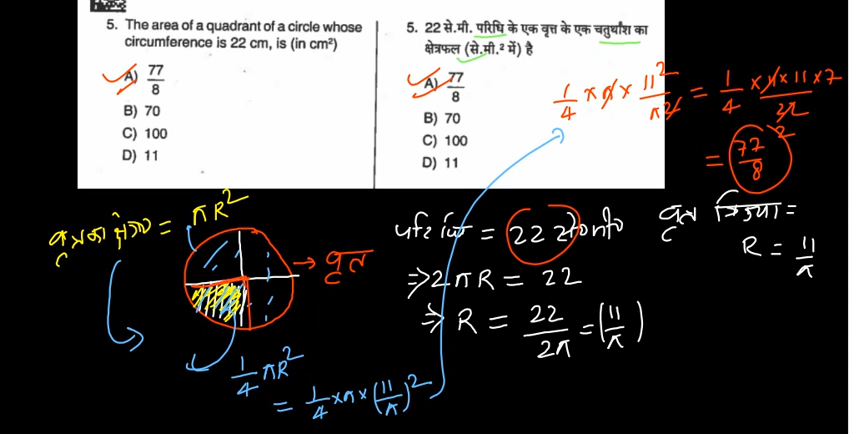 5. The area of a quadrant of a circle whose
circumference is 22 cm, is (in cm²)
A) 77/8
B) 70
C) 100
D) 11
5. 22 से.मी. परिधि के एक वृत्त के एक चतुर्थांश का
क्षेत्रफल (से.मी.² में) है
A) 77/8
B) 70
C) 100
D) 11
1/4 × π × 11²/π² = 1/4 × 11 × 11 × 7/22
= 77/8
πR²
वृत्त
1/4 πR²
= 1/4 × π × (11/π)²
परिधि = 22
⇒ 2πR = 22
⇒ R = 22/2π = (11/π)
वृत्त त्रिज्या =
R = 11/π